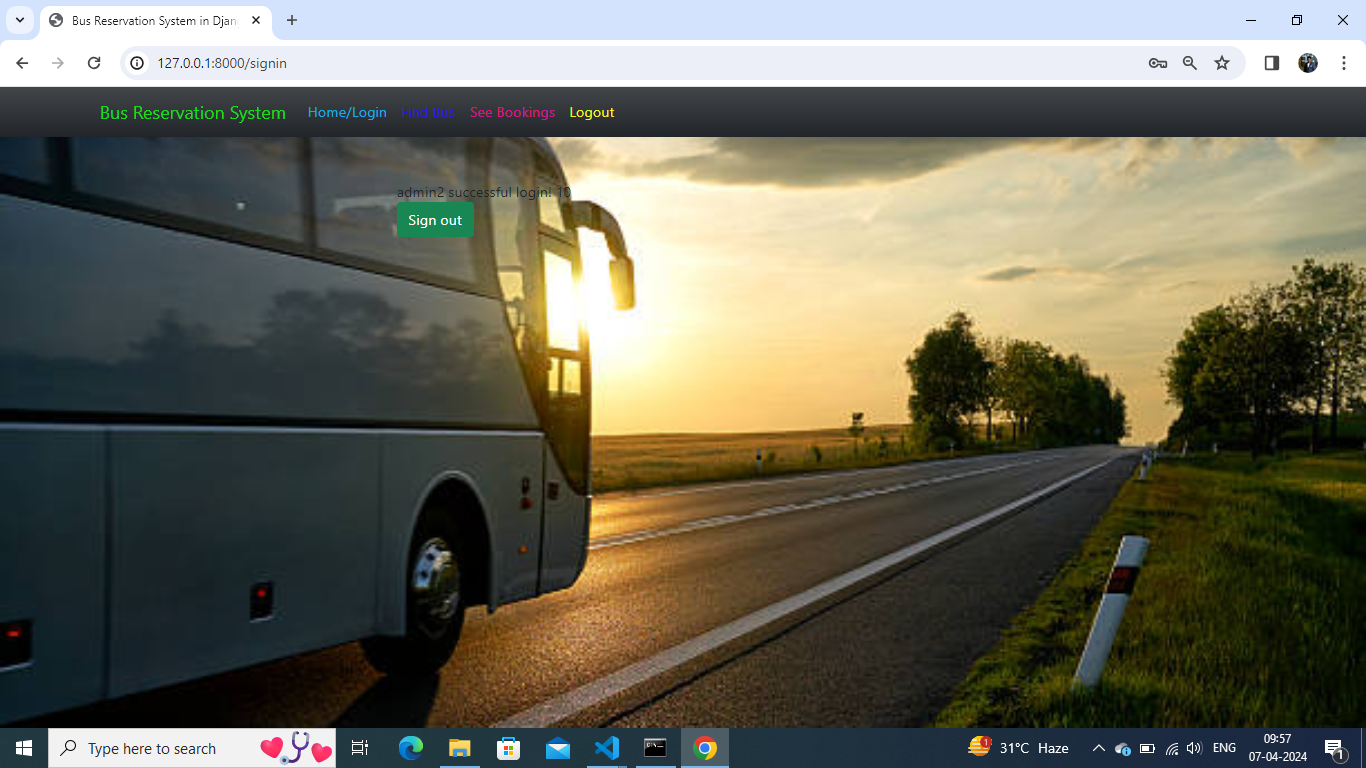 Bus Reservation System in Djan
127.0.0.1:8000/signin
Bus Reservation System Home/Login Find Bus See Bookings Logout
admin2 successful login! 10
Sign out
Type here to search
31°C Haze
ENG
09:57
07-04-2024
1
1